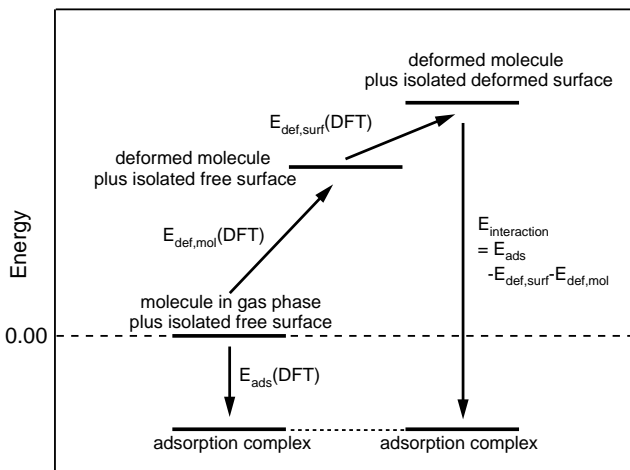 deformed molecule
plus isolated deformed surface
E_def,surf(DFT)
deformed molecule
plus isolated free surface
E_interaction
= E_ads
-E_def,surf-E_def,mol
E_def,mol(DFT)
Energy
molecule in gas phase
plus isolated free surface
0.00
E_ads(DFT)
adsorption complex
adsorption complex